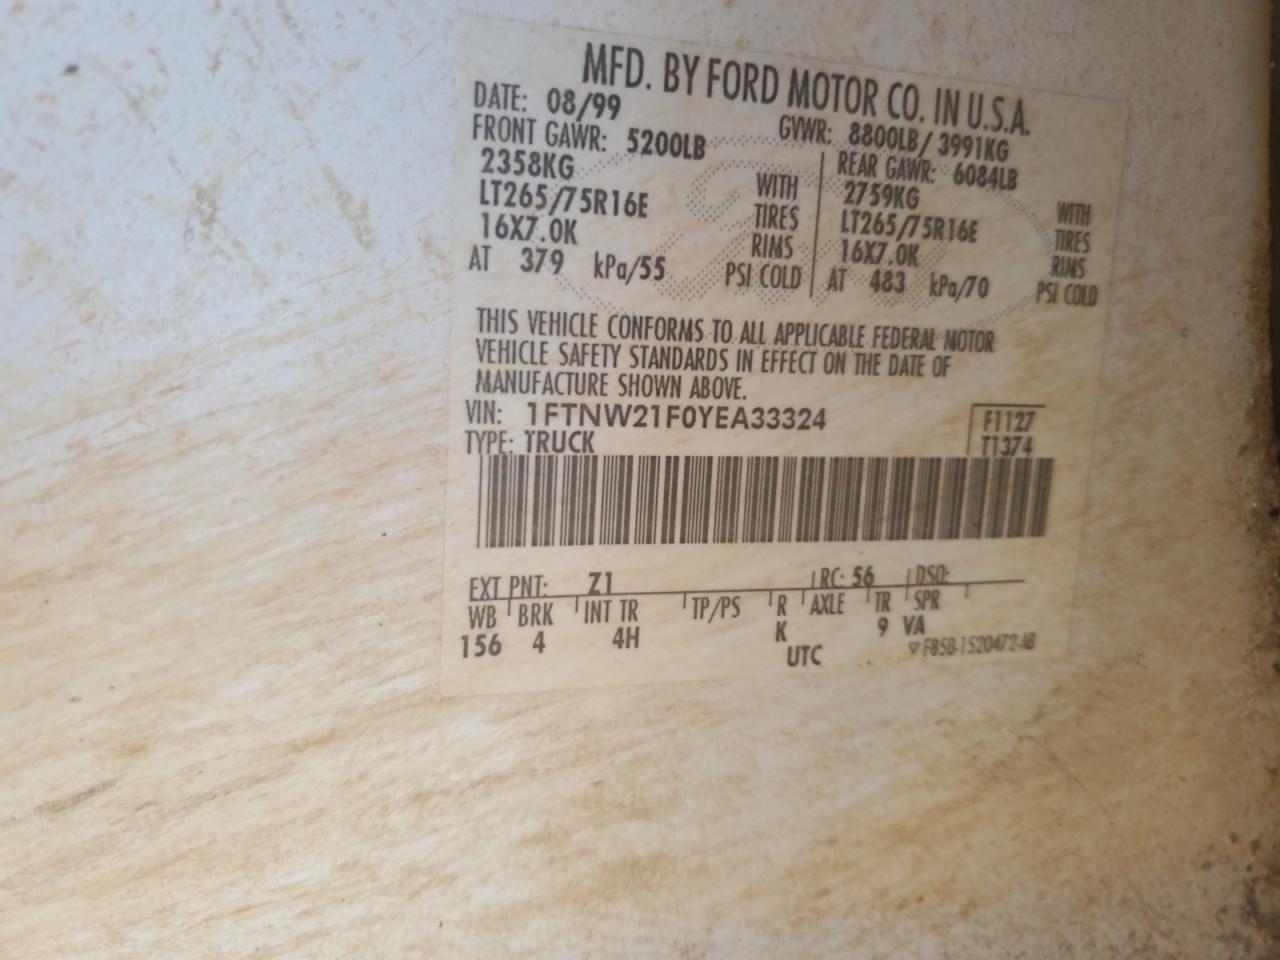 MFD. BY FORD MOTOR CO. IN U.S.A.
DATE: 08/99 GVWR: 8800LB/ 3991KG
FRONT GAWR: 5200LB REAR GAWR: 6084LB
2358KG WITH 2759KG WITH
LT265/75R16E TIRES LT265/75R16E TIRES
16X7.0K RIMS 16X7.0K RIMS
AT 379 kPa/55 PSI COLD AT 483 kPa/70 PSI COLD
THIS VEHICLE CONFORMS TO ALL APPLICABLE FEDERAL MOTOR
VEHICLE SAFETY STANDARDS IN EFFECT ON THE DATE OF
MANUFACTURE SHOWN ABOVE.
VIN: 1FTNW21F0YEA33324 F1127
TYPE: TRUCK T1374
EXT PNT: Z1 RC: 56 DSO:
WB BRK INT TR TP/PS R AXLE TR SPR
156 4 4H K 9 VA
UTC F85B-1520472-AB